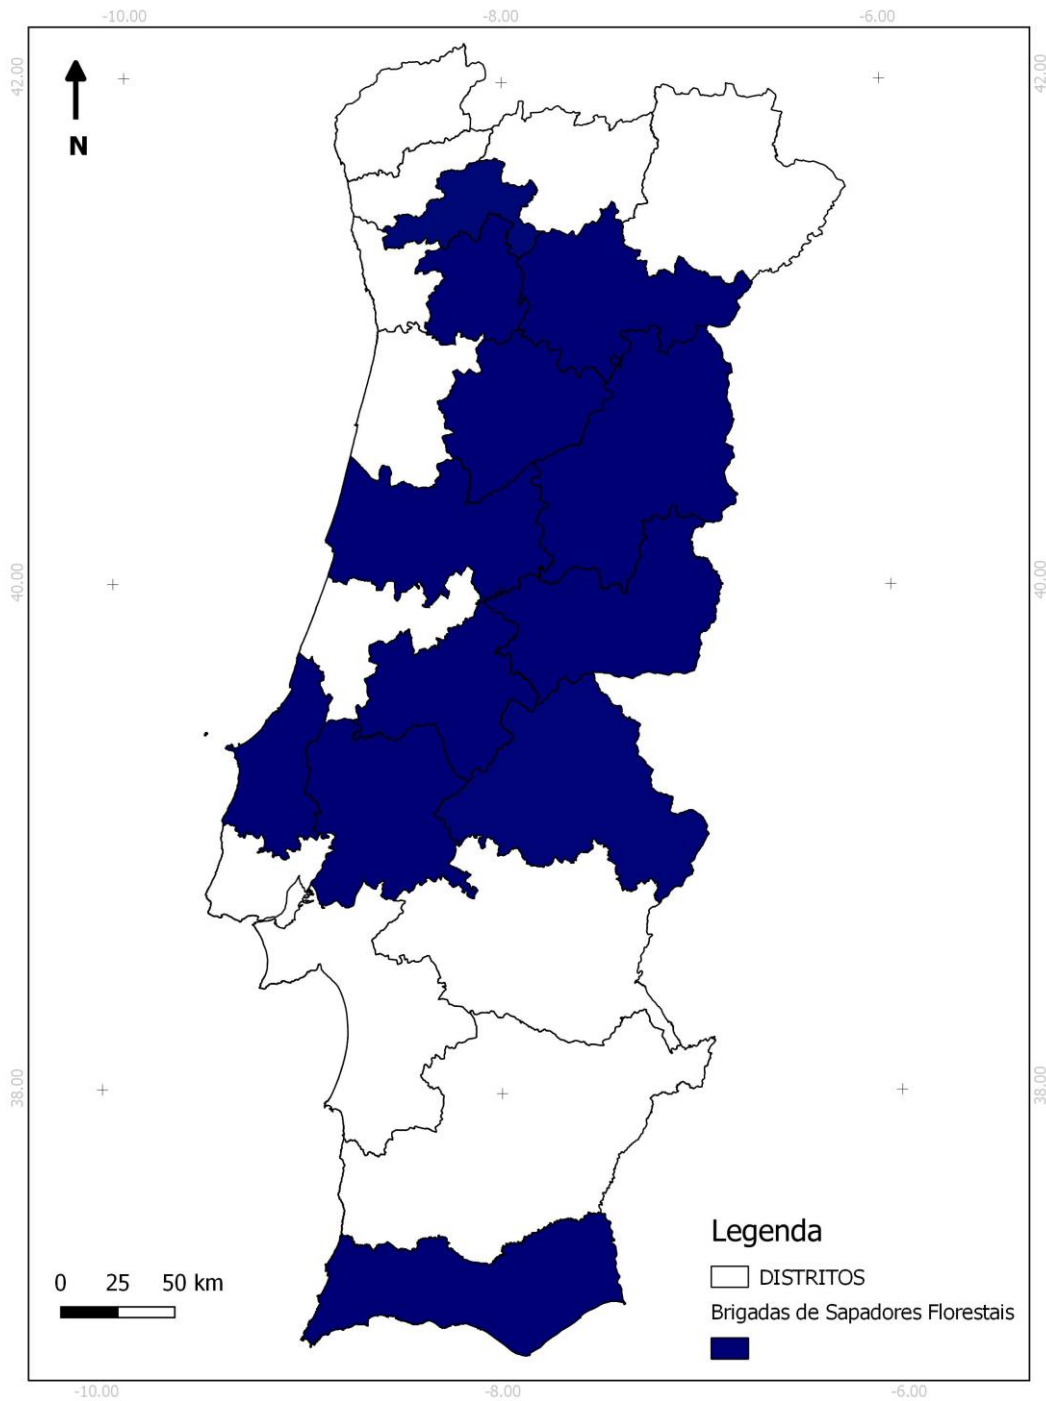 -10.00 -8.00 -6.00
42.00 42.00
N
40.00 40.00
38.00 38.00
Legenda
0 25 50 km
DISTRITOS
Brigadas de Sapadores Florestais
-10.00 -8.00 -6.00